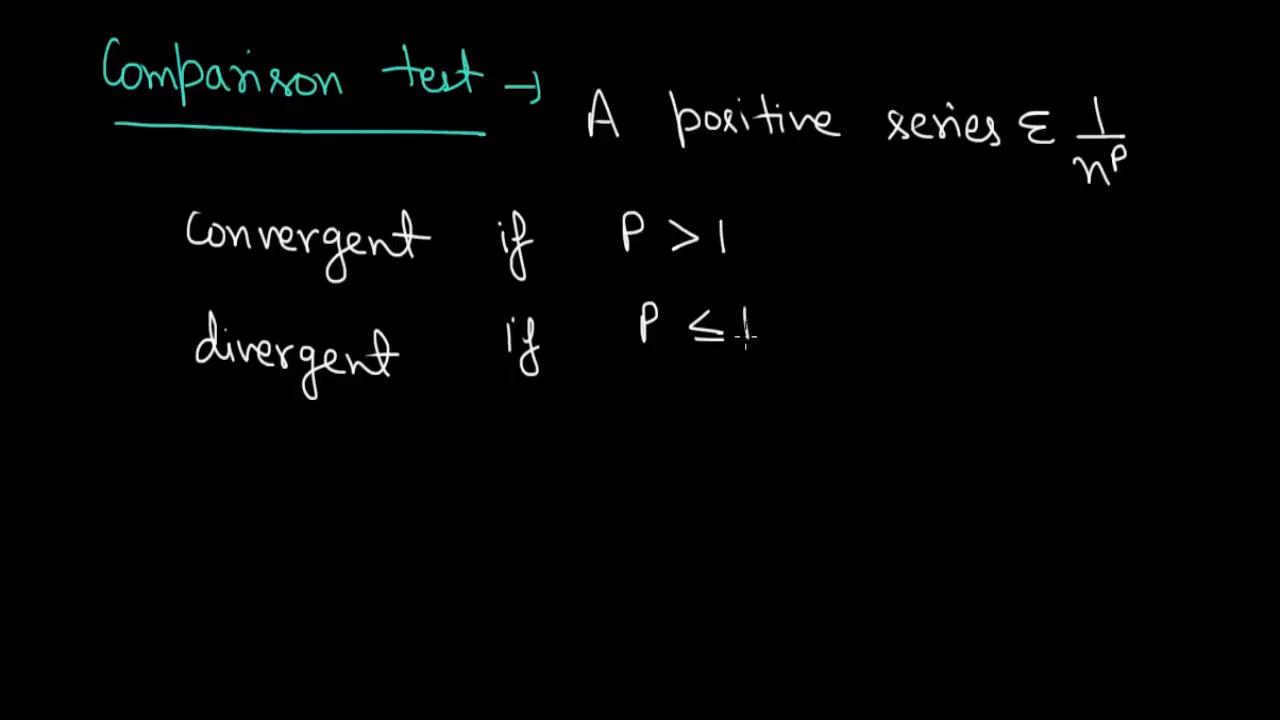 Comparison test → A positive series Σ 1/n^p
convergent if P > 1
divergent if P ≤ 1